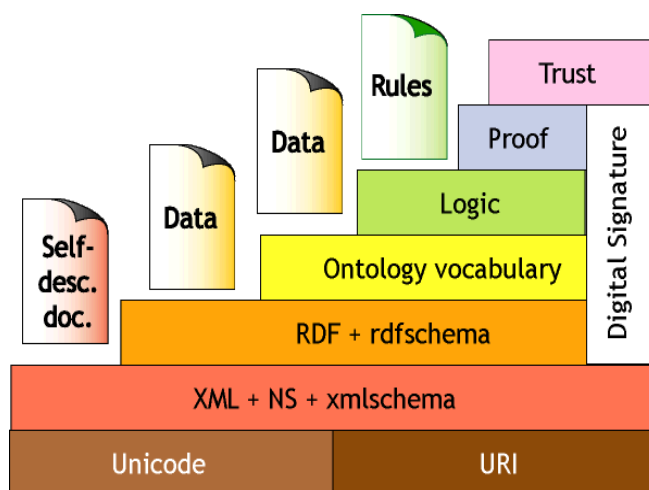 Rules
Trust
Data
Proof
Data
Logic
Self-
desc.
doc.
Ontology vocabulary
Digital Signature
RDF + rdfschema
XML + NS + xmlschema
Unicode
URI